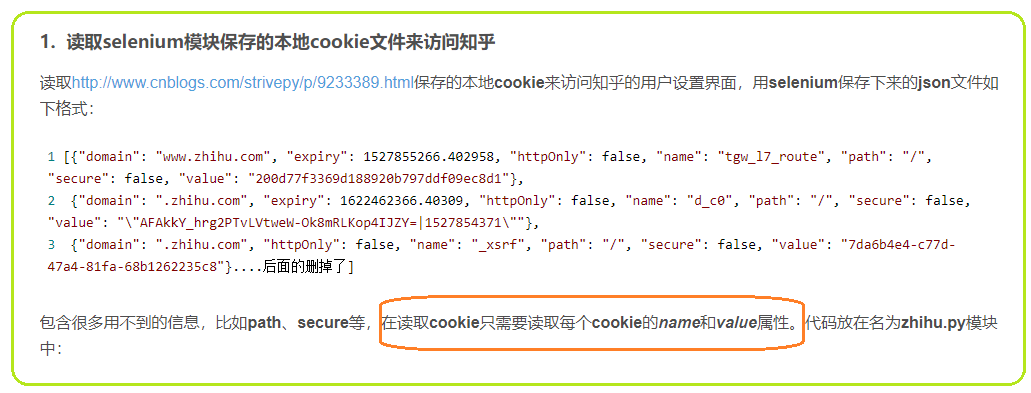 1. 读取selenium模块保存的本地cookie文件来访问知乎
读取http://www.cnblogs.com/strivepy/p/9233389.html保存的本地cookie来访问知乎的用户设置界面，用selenium保存下来的json文件如
下格式：
1 [{"domain": "www.zhihu.com", "expiry": 1527855266.402958, "httpOnly": false, "name": "tgw_l7_route", "path": "/",
"secure": false, "value": "200d77f3369d188920b797ddf09ec8d1"},
2 {"domain": ".zhihu.com", "expiry": 1622462366.40309, "httpOnly": false, "name": "d_c0", "path": "/", "secure": false,
"value": "\"AFAkkY_hrg2PTvLVtweW-Ok8mRLKop4IJZY=|1527854371\""},
3 {"domain": ".zhihu.com", "httpOnly": false, "name": "_xsrf", "path": "/", "secure": false, "value": "7da6b4e4-c77d-
47a4-81fa-68b1262235c8"}....后面的删掉了]
包含很多用不到的信息，比如path、secure等，在读取cookie只需要读取每个cookie的name和value属性。代码放在名为zhihu.py模块
中：